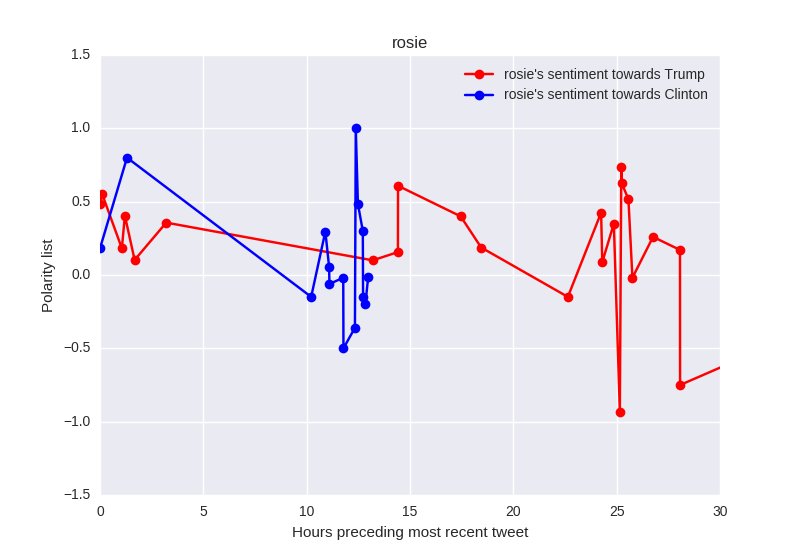 rosie
1.5
rosie's sentiment towards Trump
rosie's sentiment towards Clinton
1.0
0.5
0.0
−0.5
−1.0
−1.5
Polarity list
0 5 10 15 20 25 30
Hours preceding most recent tweet